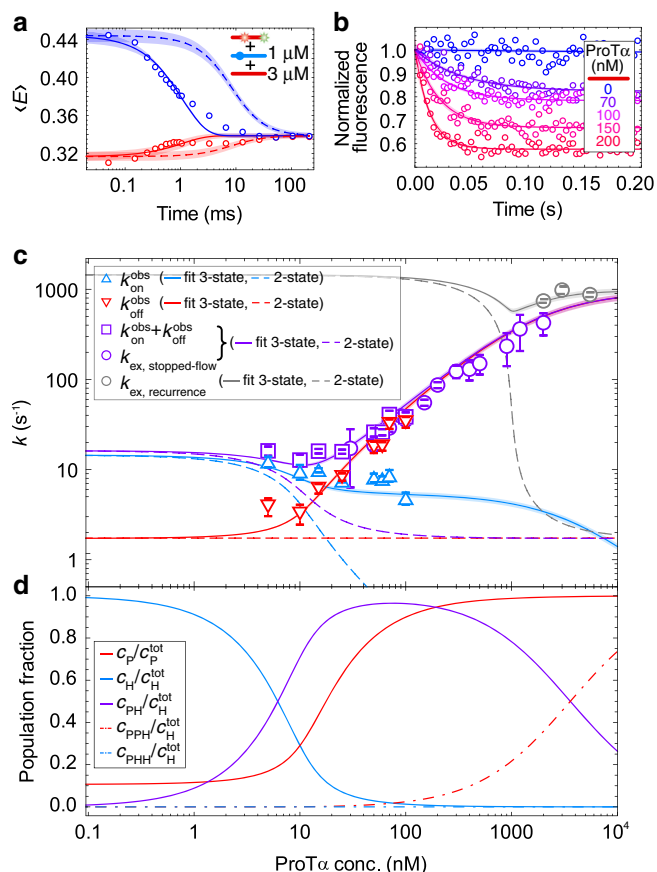 a
0.44
0.40
0.36
0.32
⟨E⟩
0.1
1
10
100
Time (ms)
+
1 μM
+
3 μM
b
1.0
0.9
0.8
0.7
0.6
Normalized fluorescence
0.00
0.05
0.10
0.15
0.20
Time (s)
ProTα
(nM)
0
70
100
150
200
c
1000
100
10
1
k (s⁻¹)
k_on^obs (— fit 3-state, -- 2-state)
k_off^obs (— fit 3-state, -- 2-state)
k_on^obs+k_off^obs
k_ex, stopped-flow
} (— fit 3-state, -- 2-state)
k_ex, recurrence (— fit 3-state, -- 2-state)
d
1.0
0.8
0.6
0.4
0.2
0.0
Population fraction
c_P/c_P^tot
c_H/c_H^tot
c_PH/c_H^tot
c_PPH/c_H^tot
c_PHH/c_H^tot
0.1
1
10
100
1000
10⁴
ProTα conc. (nM)